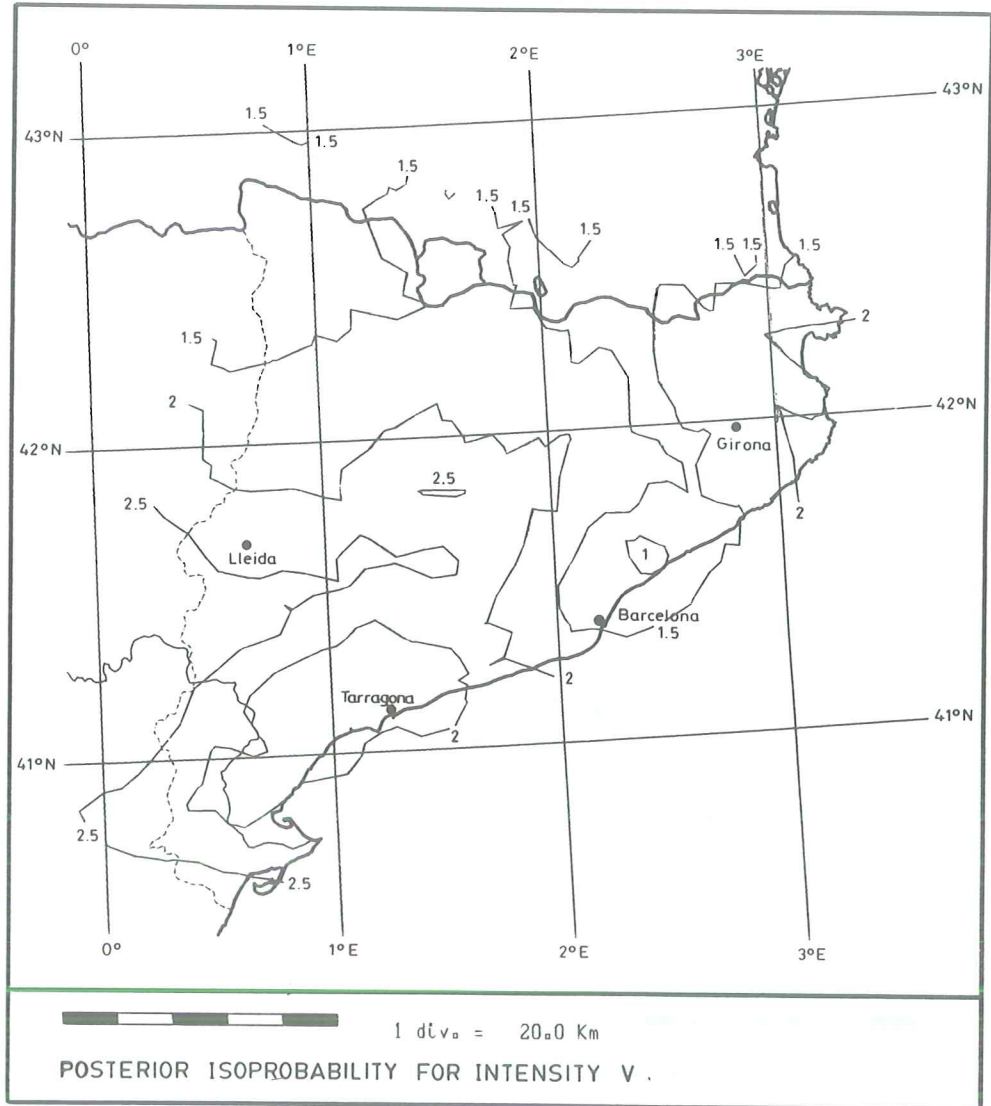 0°
1°E
2°E
3°E
43°N
43°N
1.5
1.5
1.5
1.5
1.5
1.5
1.5
1.5
1.5
2
1.5
2
42°N
42°N
Girona
2.5
2.5
2
Lleida
1
Barcelona
1.5
2
Tarragona
2
41°N
41°N
2.5
2.5
0°
1°E
2°E
3°E
1 div. = 20.0 Km
POSTERIOR ISOPROBABILITY FOR INTENSITY V.